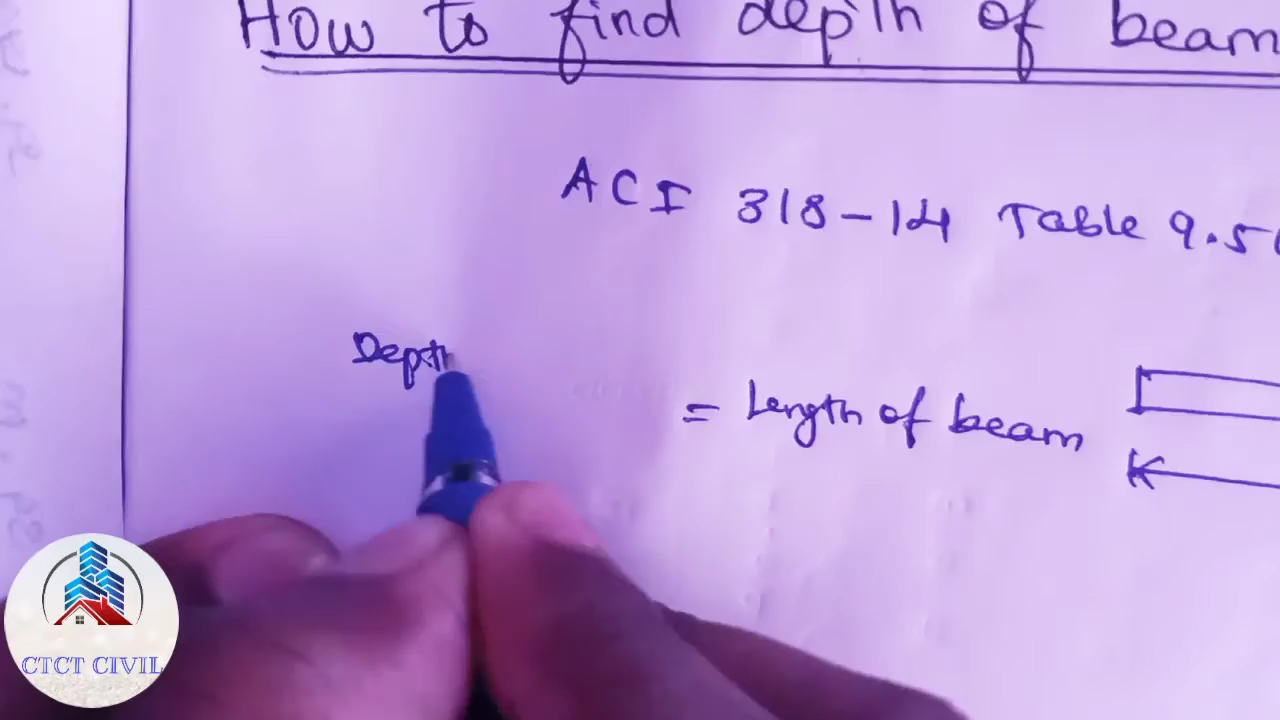 How to find depth of beam
ACI 318-14 Table 9.5(
Depth
= Length of beam
CTCT CIVIL